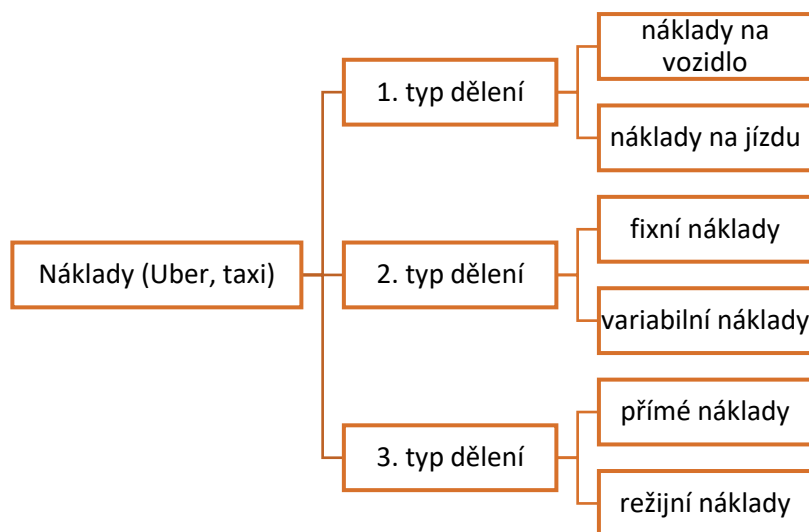 Náklady (Uber, taxi)
1. typ dělení
náklady na
vozidlo
náklady na jízdu
2. typ dělení
fixní náklady
variabilní náklady
3. typ dělení
přímé náklady
režijní náklady